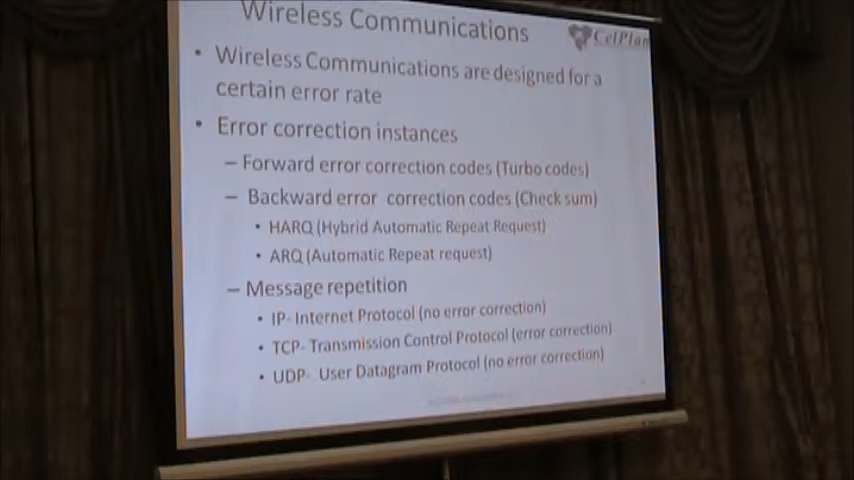 Wireless Communications
CelPlan
• Wireless Communications are designed for a
certain error rate
• Error correction instances
– Forward error correction codes (Turbo codes)
– Backward error correction codes (Check sum)
• HARQ (Hybrid Automatic Repeat Request)
• ARQ (Automatic Repeat request)
– Message repetition
• IP- Internet Protocol (no error correction)
• TCP- Transmission Control Protocol (error correction)
• UDP- User Datagram Protocol (no error correction)